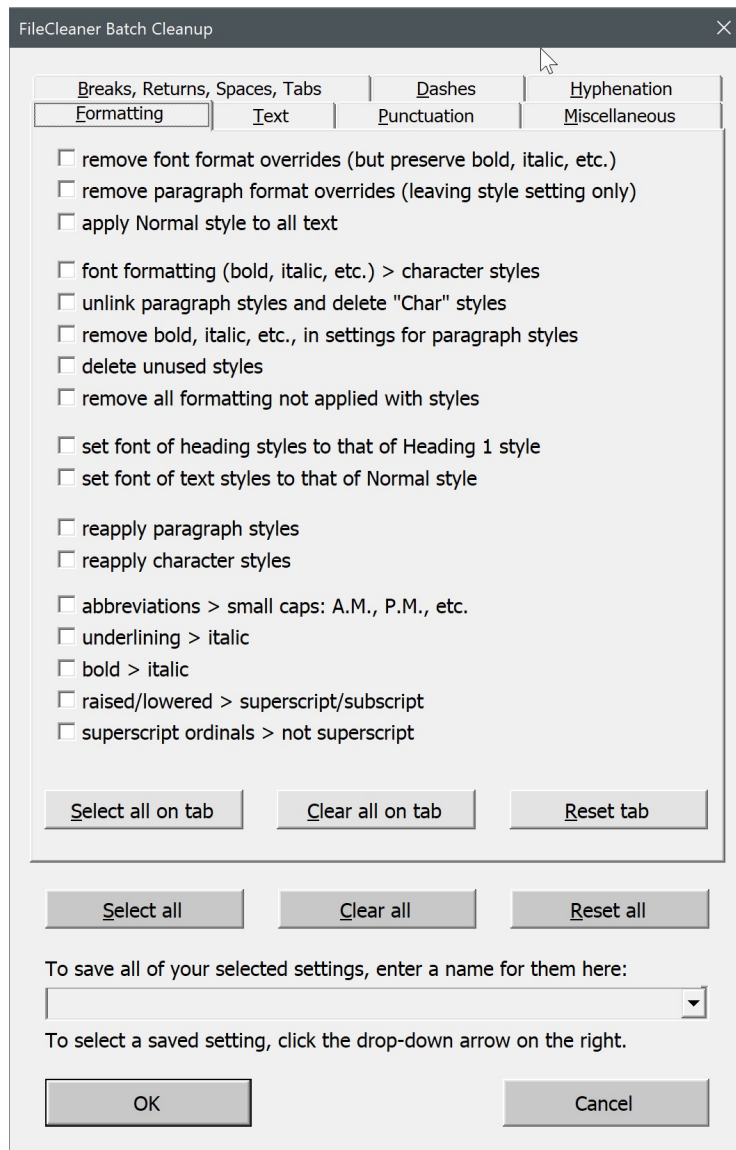 FileCleaner Batch Cleanup
Breaks, Returns, Spaces, Tabs Dashes Hyphenation
Formatting Text Punctuation Miscellaneous
remove font format overrides (but preserve bold, italic, etc.)
remove paragraph format overrides (leaving style setting only)
apply Normal style to all text
font formatting (bold, italic, etc.) > character styles
unlink paragraph styles and delete "Char" styles
remove bold, italic, etc., in settings for paragraph styles
delete unused styles
remove all formatting not applied with styles
set font of heading styles to that of Heading 1 style
set font of text styles to that of Normal style
reapply paragraph styles
reapply character styles
abbreviations > small caps: A.M., P.M., etc.
underlining > italic
bold > italic
raised/lowered > superscript/subscript
superscript ordinals > not superscript
Select all on tab Clear all on tab Reset tab
Select all Clear all Reset all
To save all of your selected settings, enter a name for them here:
To select a saved setting, click the drop-down arrow on the right.
OK Cancel